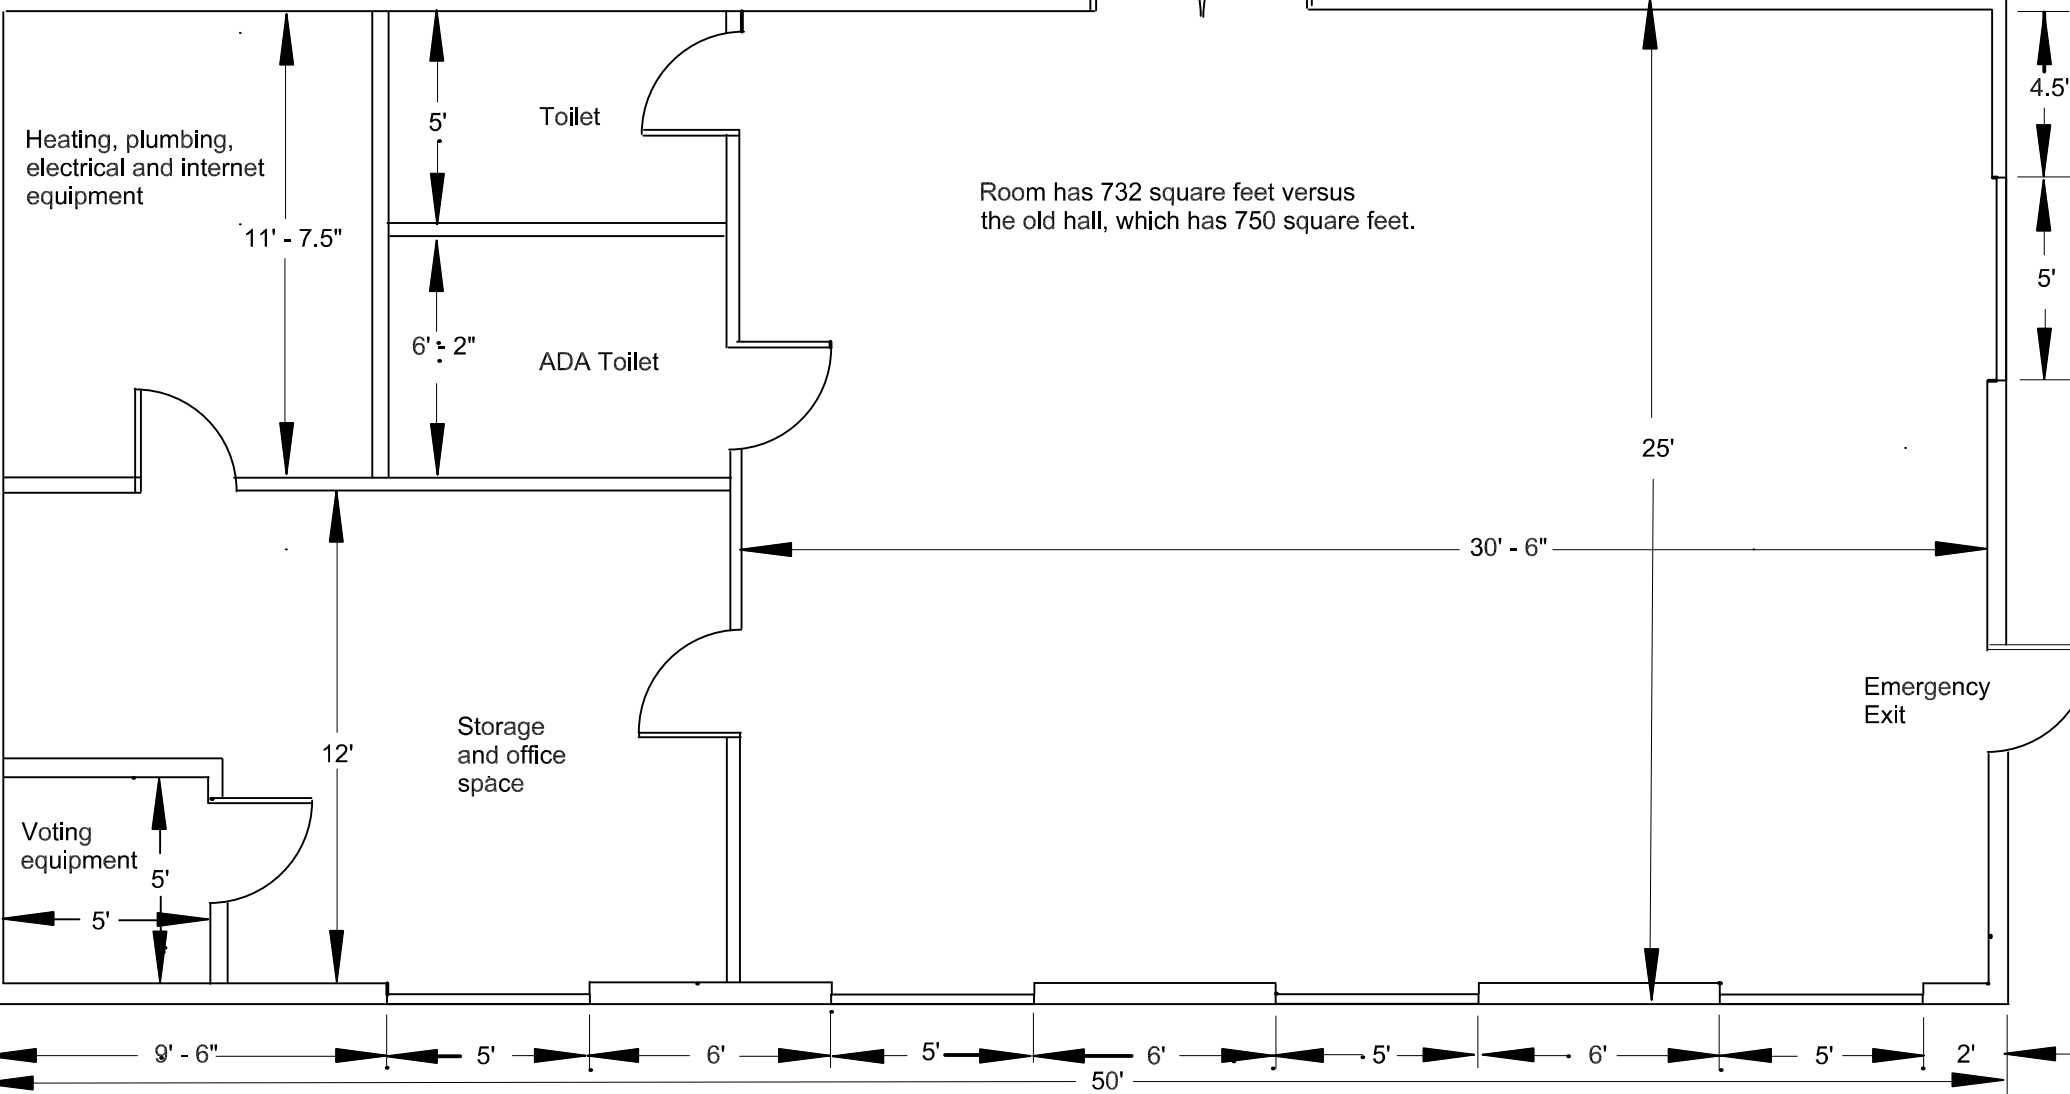 4.5'
5'
Toilet
Heating, plumbing,
electrical and internet
equipment
Room has 732 square feet versus
the old hall, which has 750 square feet.
11' - 7.5"
5'
6' - 2"
ADA Toilet
25'
30' - 6"
Emergency
Exit
Storage
and office
space
12'
Voting
equipment
5'
5'
9' - 6"
5'
6'
5'
6'
5'
6'
5'
2'
50'